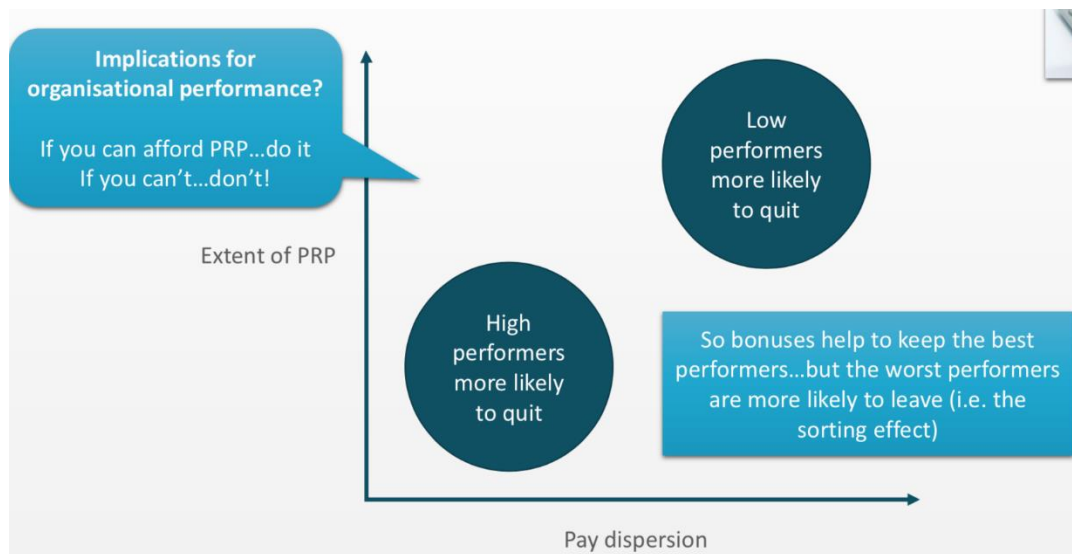 Implications for
organisational performance?
If you can afford PRP...do it
If you can’t...don’t!
Low
performers
more likely
to quit
Extent of PRP
High
performers
more likely
to quit
So bonuses help to keep the best
performers...but the worst performers
are more likely to leave (i.e. the
sorting effect)
Pay dispersion